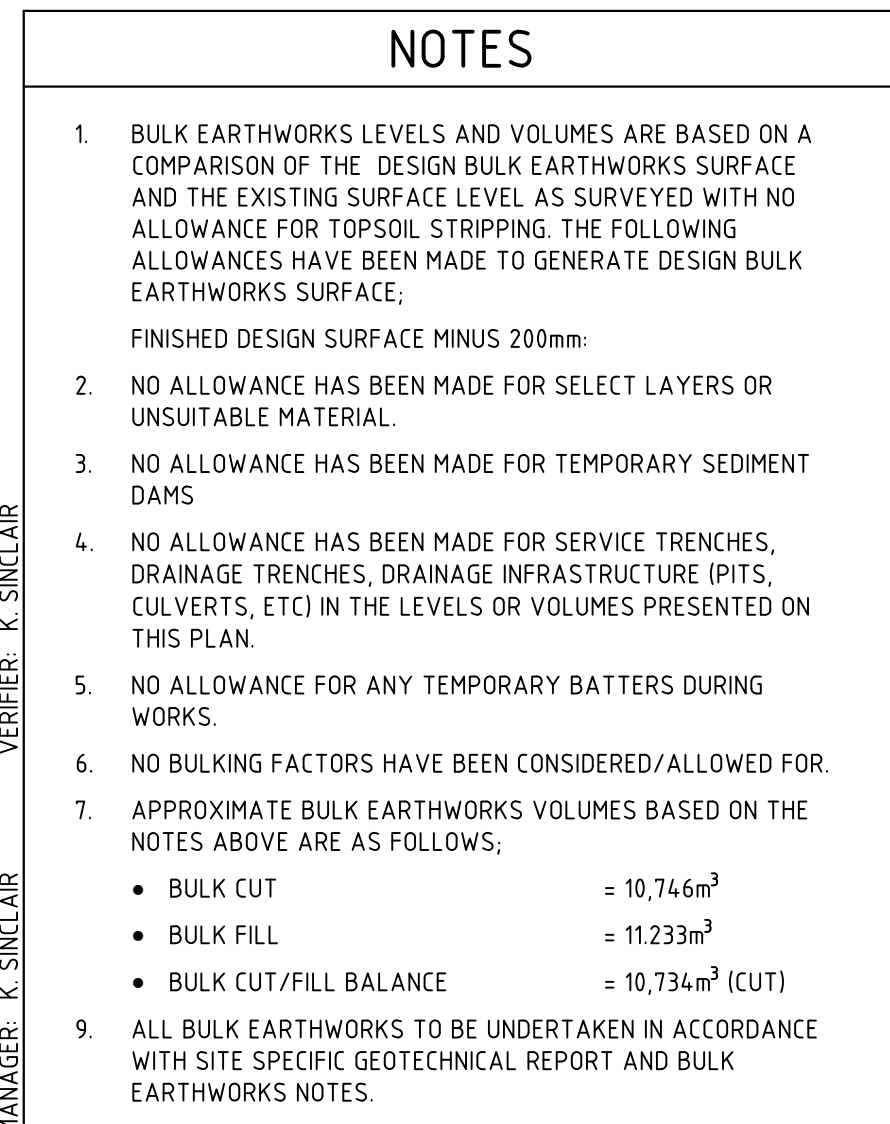 NOTES
1. BULK EARTHWORKS LEVELS AND VOLUMES ARE BASED ON A
COMPARISON OF THE DESIGN BULK EARTHWORKS SURFACE
AND THE EXISTING SURFACE LEVEL AS SURVEYED WITH NO
ALLOWANCE FOR TOPSOIL STRIPPING. THE FOLLOWING
ALLOWANCES HAVE BEEN MADE TO GENERATE DESIGN BULK
EARTHWORKS SURFACE;
FINISHED DESIGN SURFACE MINUS 200mm:
2. NO ALLOWANCE HAS BEEN MADE FOR SELECT LAYERS OR
UNSUITABLE MATERIAL.
3. NO ALLOWANCE HAS BEEN MADE FOR TEMPORARY SEDIMENT
DAMS
4. NO ALLOWANCE HAS BEEN MADE FOR SERVICE TRENCHES,
DRAINAGE TRENCHES, DRAINAGE INFRASTRUCTURE (PITS,
CULVERTS, ETC) IN THE LEVELS OR VOLUMES PRESENTED ON
THIS PLAN.
5. NO ALLOWANCE FOR ANY TEMPORARY BATTERS DURING
WORKS.
6. NO BULKING FACTORS HAVE BEEN CONSIDERED/ALLOWED FOR.
7. APPROXIMATE BULK EARTHWORKS VOLUMES BASED ON THE
NOTES ABOVE ARE AS FOLLOWS;
• BULK CUT = 10,746m³
• BULK FILL = 11.233m³
• BULK CUT/FILL BALANCE = 10,734m³ (CUT)
9. ALL BULK EARTHWORKS TO BE UNDERTAKEN IN ACCORDANCE
WITH SITE SPECIFIC GEOTECHNICAL REPORT AND BULK
EARTHWORKS NOTES.
MANAGER: K. SINCLAIR VERIFIER: K. SINCLAIR